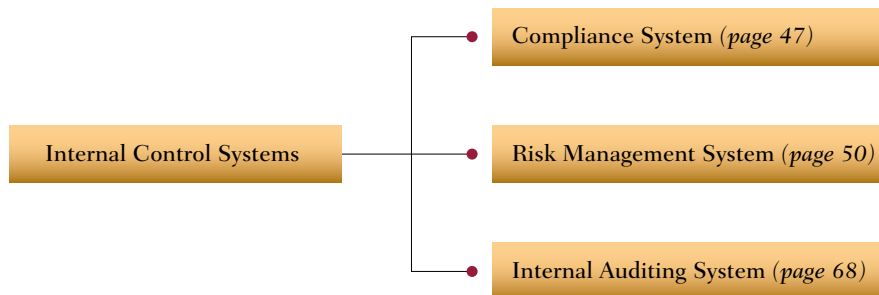 Compliance System (page 47)
Internal Control Systems
Risk Management System (page 50)
Internal Auditing System (page 68)